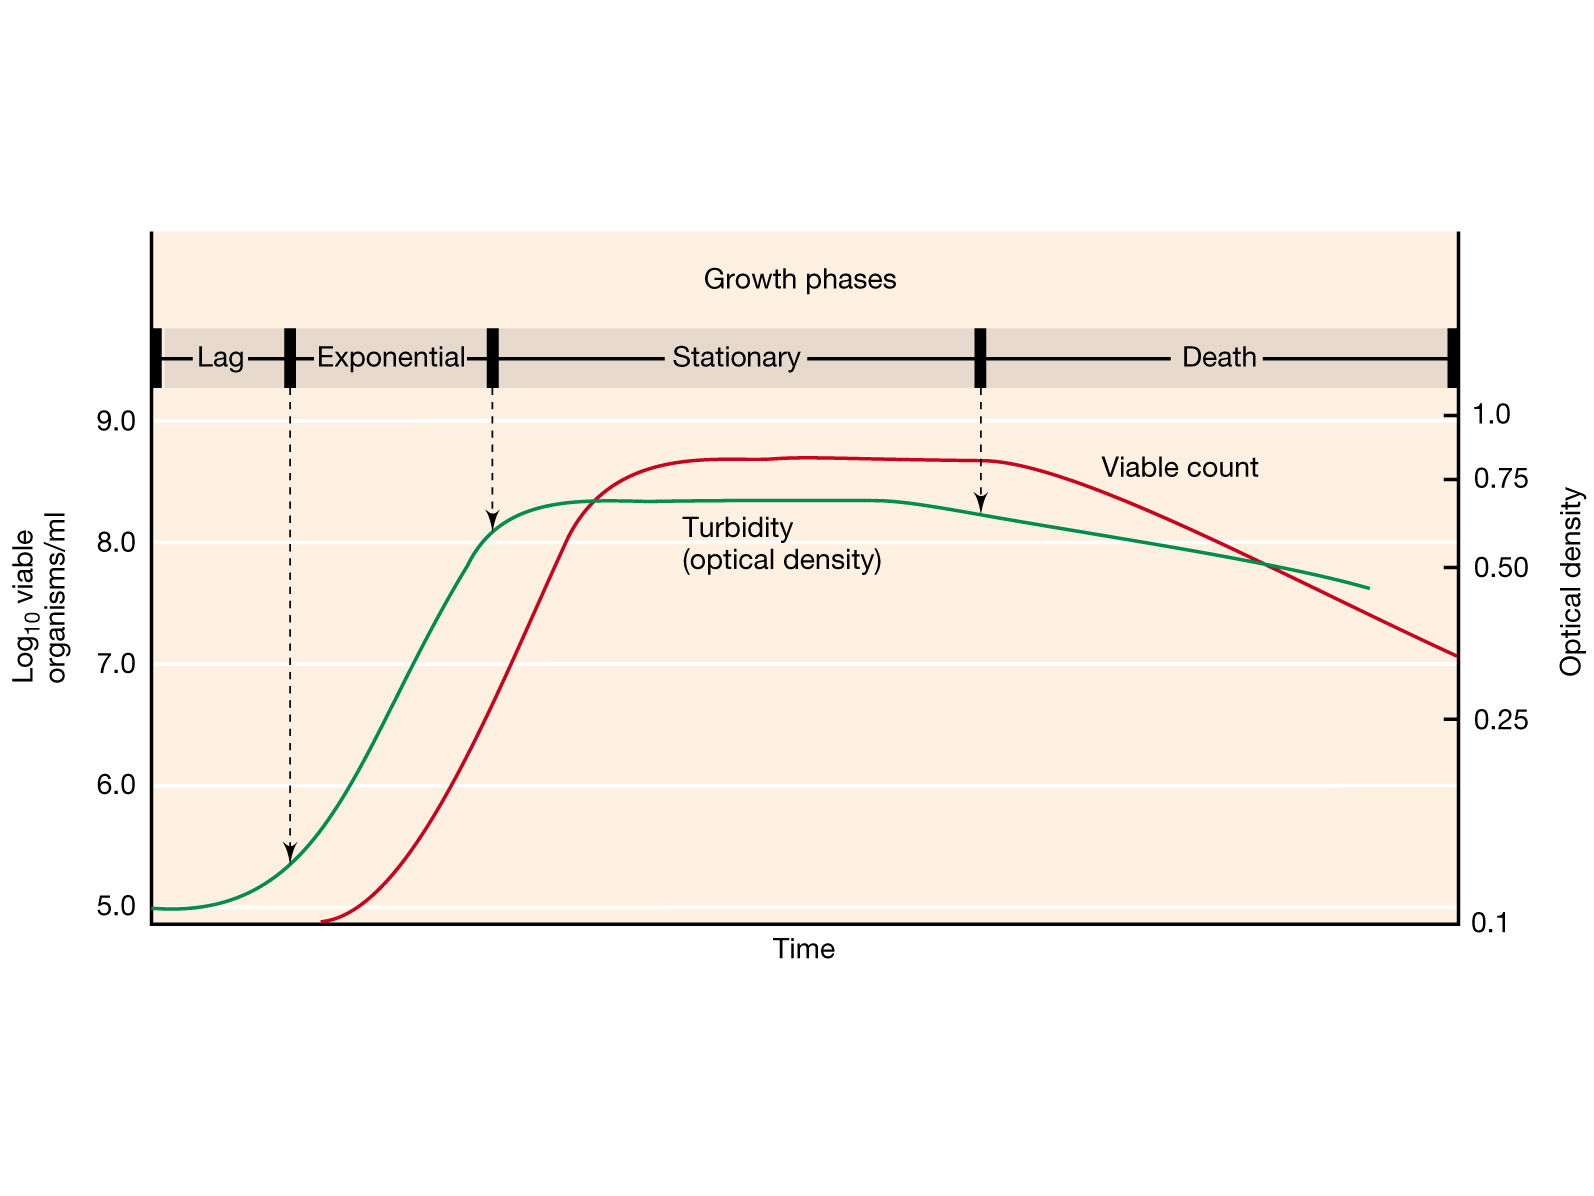 Growth phases
Lag
Exponential
Stationary
Death
9.0
8.0
7.0
6.0
5.0
Log10 viable
organisms/ml
1.0
0.75
0.50
0.25
0.1
Optical density
Viable count
Turbidity
(optical density)
Time